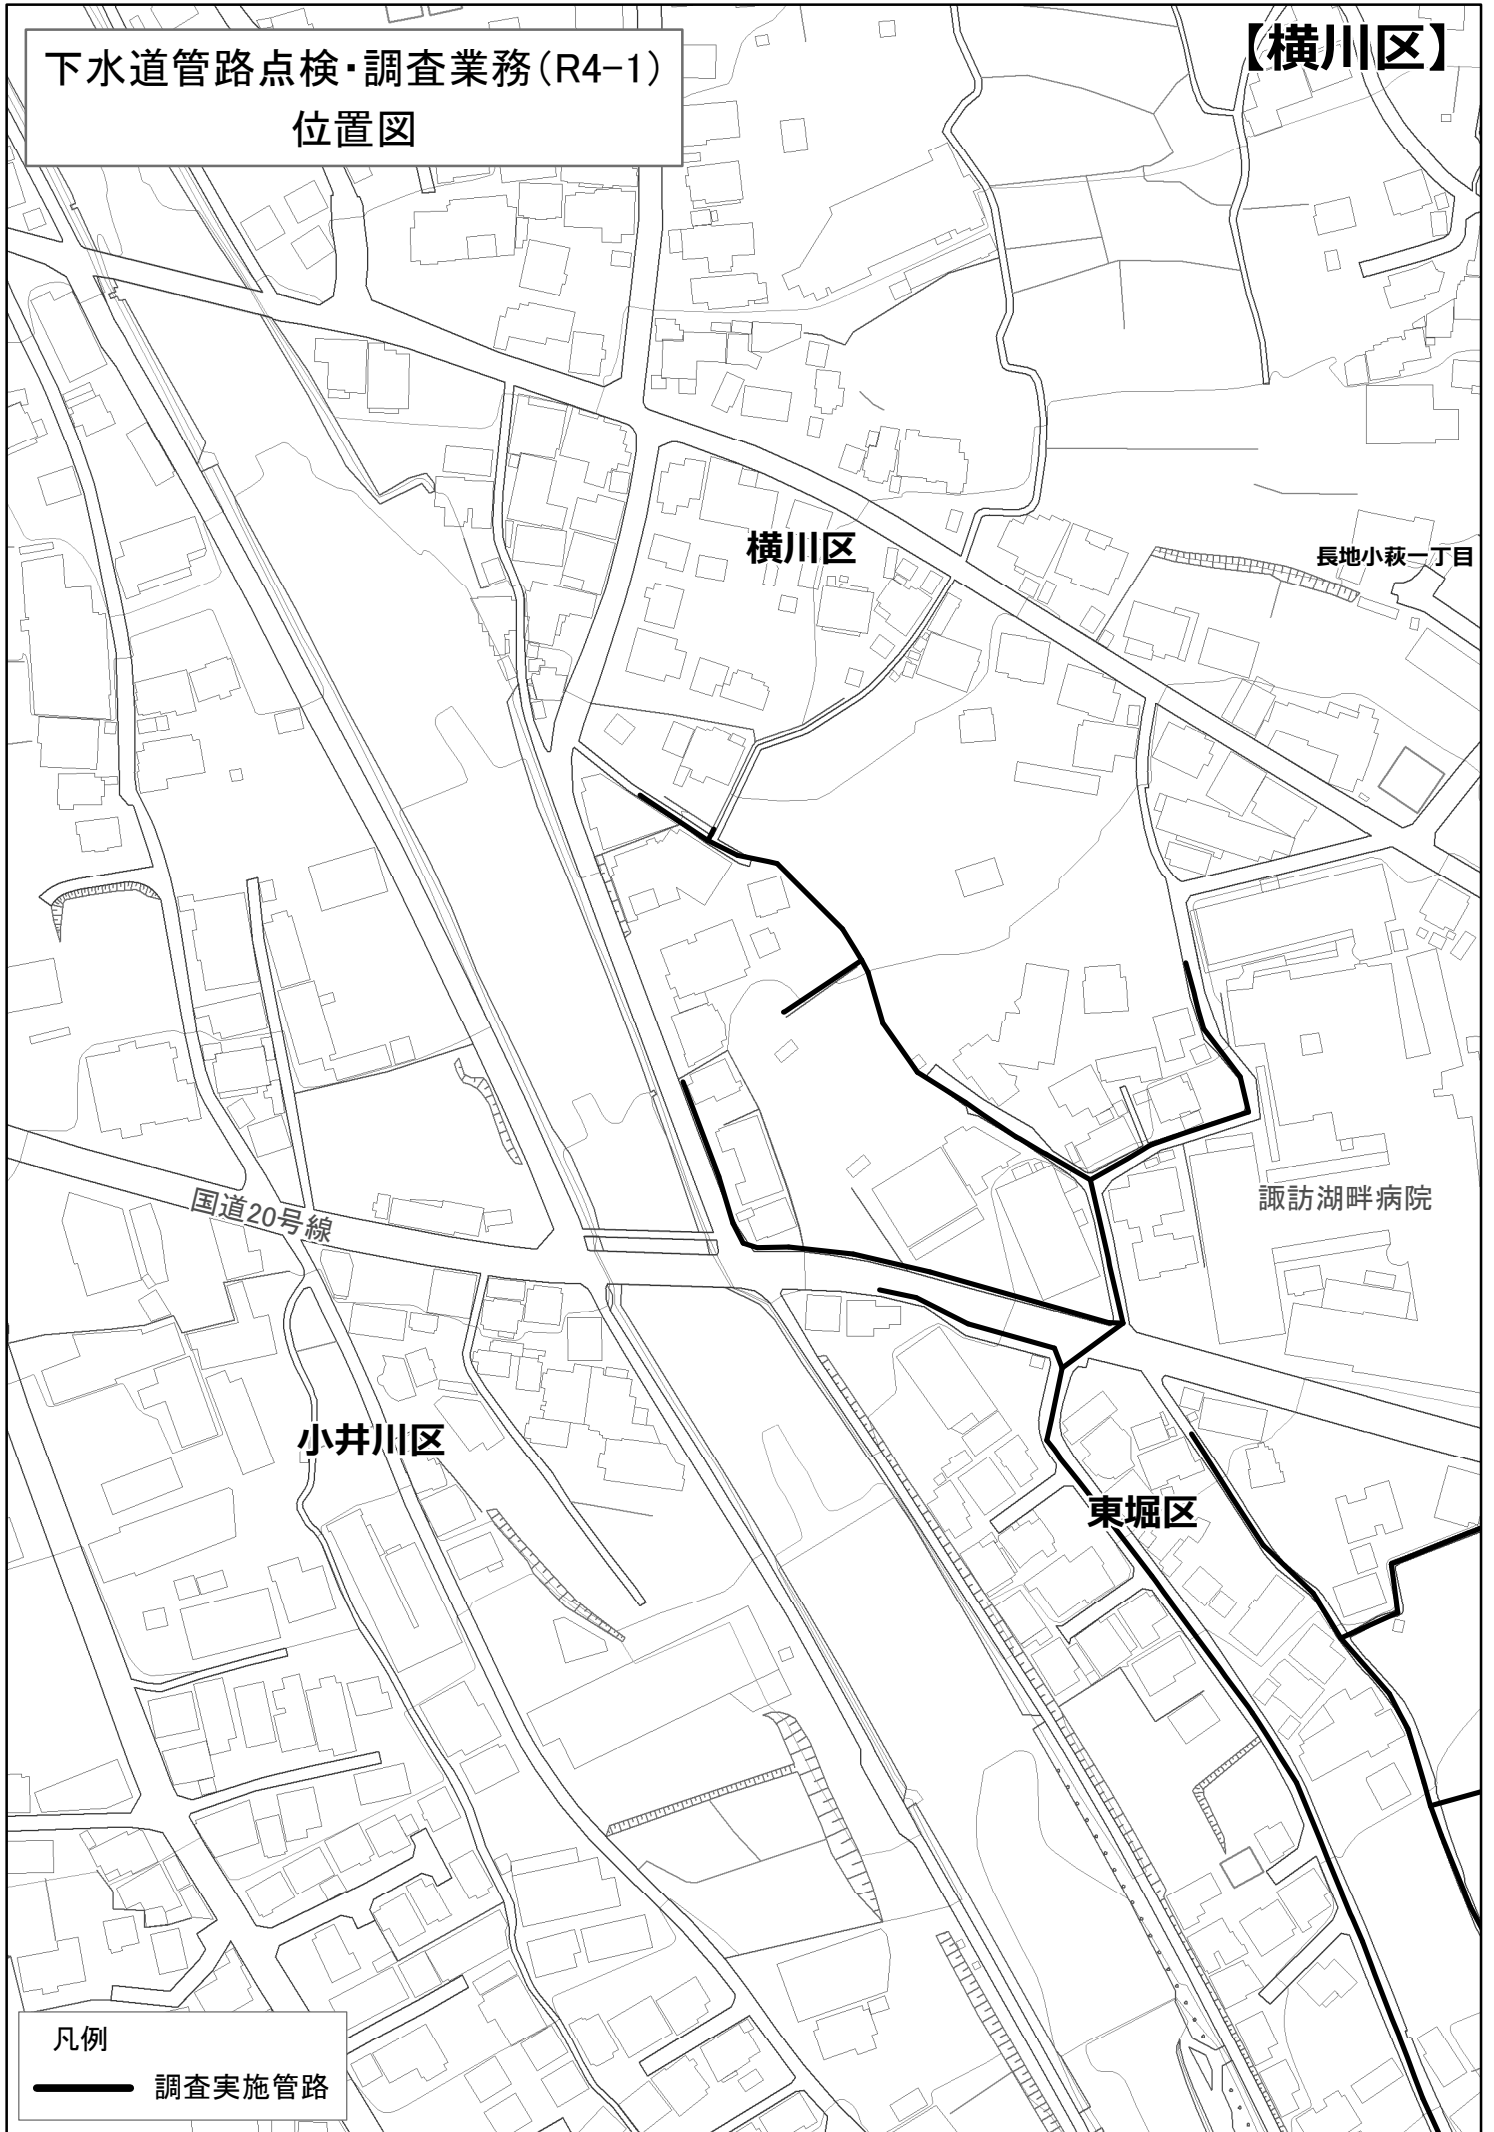 下水道管路点検・調査業務(R4-1)
位置図
【横川区】
横川区
長地小萩一丁目
諏訪湖畔病院
国道20号線
小井川区
東堀区
凡例
調査実施管路